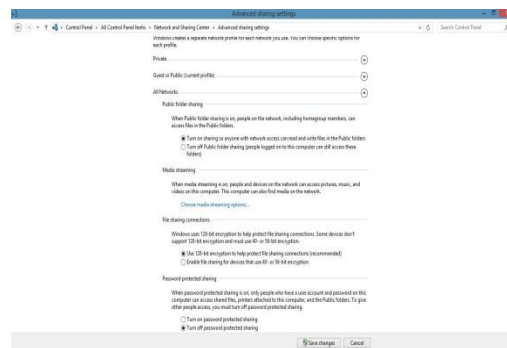 Advanced sharing settings
Control Panel › All Control Panel Items › Network and Sharing Center › Advanced sharing settings
Search Control Panel
Windows creates a separate network profile for each network you use. You can choose specific options for
each profile.
Private
Guest or Public (current profile)
All Networks
Public folder sharing
When Public folder sharing is on, people on the network, including homegroup members, can
access files in the Public folders.
Turn on sharing so anyone with network access can read and write files in the Public folders
Turn off Public folder sharing (people logged on to this computer can still access these
folders)
Media streaming
When media streaming is on, people and devices on the network can access pictures, music, and
videos on this computer. This computer can also find media on the network.
Choose media streaming options...
File sharing connections
Windows uses 128-bit encryption to help protect file sharing connections. Some devices don't
support 128-bit encryption and must use 40- or 56-bit encryption.
Use 128-bit encryption to help protect file sharing connections (recommended)
Enable file sharing for devices that use 40- or 56-bit encryption
Password protected sharing
When password protected sharing is on, only people who have a user account and password on this
computer can access shared files, printers attached to this computer, and the Public folders. To give
other people access, you must turn off password protected sharing.
Turn on password protected sharing
Turn off password protected sharing
Save changes
Cancel